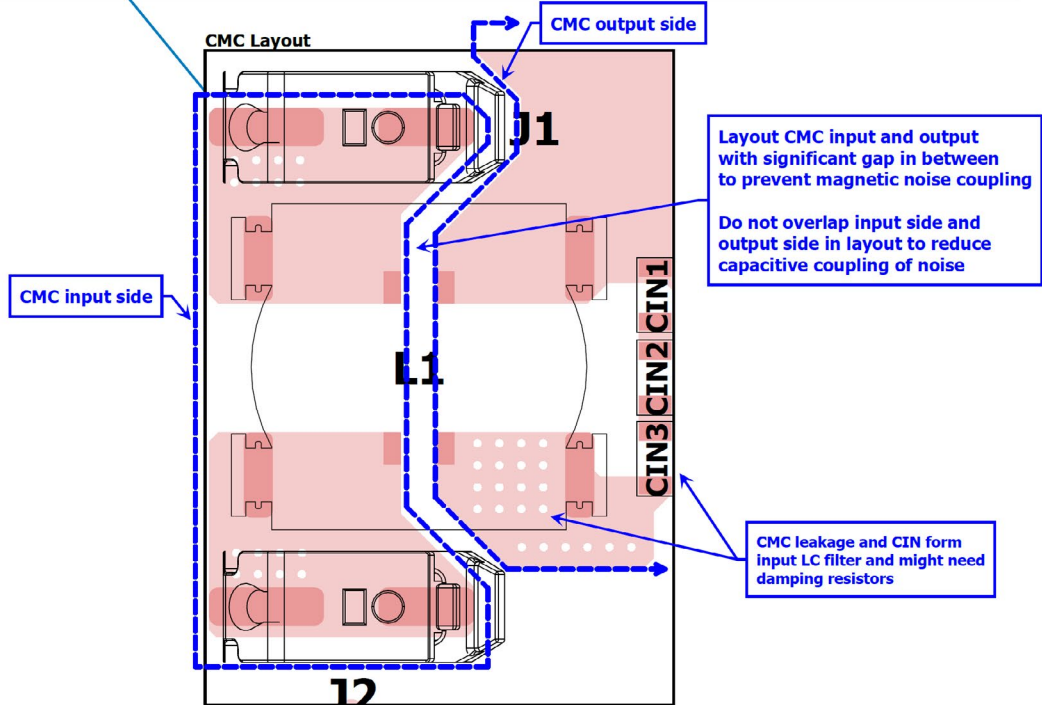 CMC output side
CMC Layout
J1
Layout CMC input and output
with significant gap in between
to prevent magnetic noise coupling
Do not overlap input side and
output side in layout to reduce
capacitive coupling of noise
CMC input side
CIN1
L1
CIN2
CIN3
CMC leakage and CIN form
input LC filter and might need
damping resistors
J2